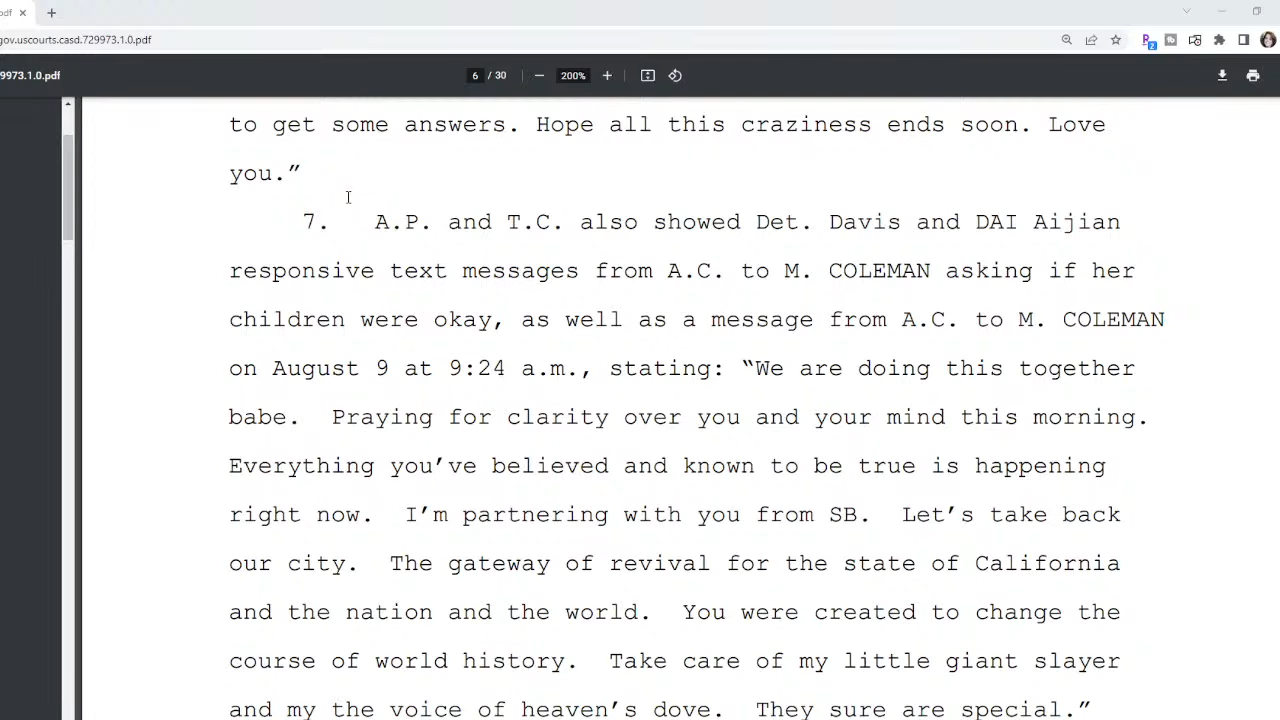 pdf
gov.uscourts.casd.729973.1.0.pdf
2
973.1.0.pdf
6 / 30
200%
to get some answers. Hope all this craziness ends soon. Love
you.”
7. A.P. and T.C. also showed Det. Davis and DAI Aijian
responsive text messages from A.C. to M. COLEMAN asking if her
children were okay, as well as a message from A.C. to M. COLEMAN
on August 9 at 9:24 a.m., stating: “We are doing this together
babe. Praying for clarity over you and your mind this morning.
Everything you’ve believed and known to be true is happening
right now. I’m partnering with you from SB. Let’s take back
our city. The gateway of revival for the state of California
and the nation and the world. You were created to change the
course of world history. Take care of my little giant slayer
and my the voice of heaven’s dove. They sure are special.”